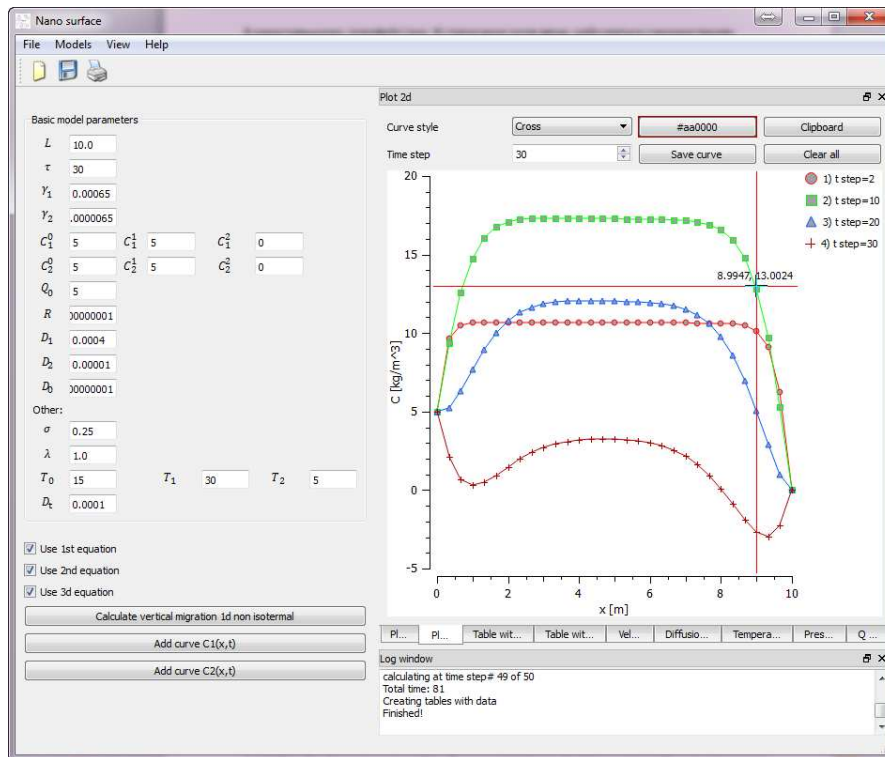 Nano surface
File Models View Help
Basic model parameters
L 10.0
τ 30
γ₁ 0.00065
γ₂ .0000065
C₁⁰ 5 C₁¹ 5 C₁² 0
C₂⁰ 5 C₂¹ 5 C₂² 0
Q₀ 5
R 00000001
D₁ 0.0004
D₂ 0.00001
D₀ 00000001
Other:
σ 0.25
λ 1.0
T₀ 15 T₁ 30 T₂ 5
Dₜ 0.0001
Use 1st equation
Use 2nd equation
Use 3d equation
Calculate vertical migration 1d non isotermal
Add curve C1(x,t)
Add curve C2(x,t)
Plot 2d
Curve style Cross #aa0000 Clipboard
Time step 30 Save curve Clear all
1) t step=2
2) t step=10
3) t step=20
4) t step=30
8.9947, 13.0024
C [kg/m^3]
20
15
10
5
0
-5
0 2 4 6 8 10
x [m]
Pl... Pl... Table wit... Table wit... Vel... Diffusio... Tempera... Pres... Q ...
Log window
calculating at time step# 49 of 50
Total time: 81
Creating tables with data
Finished!